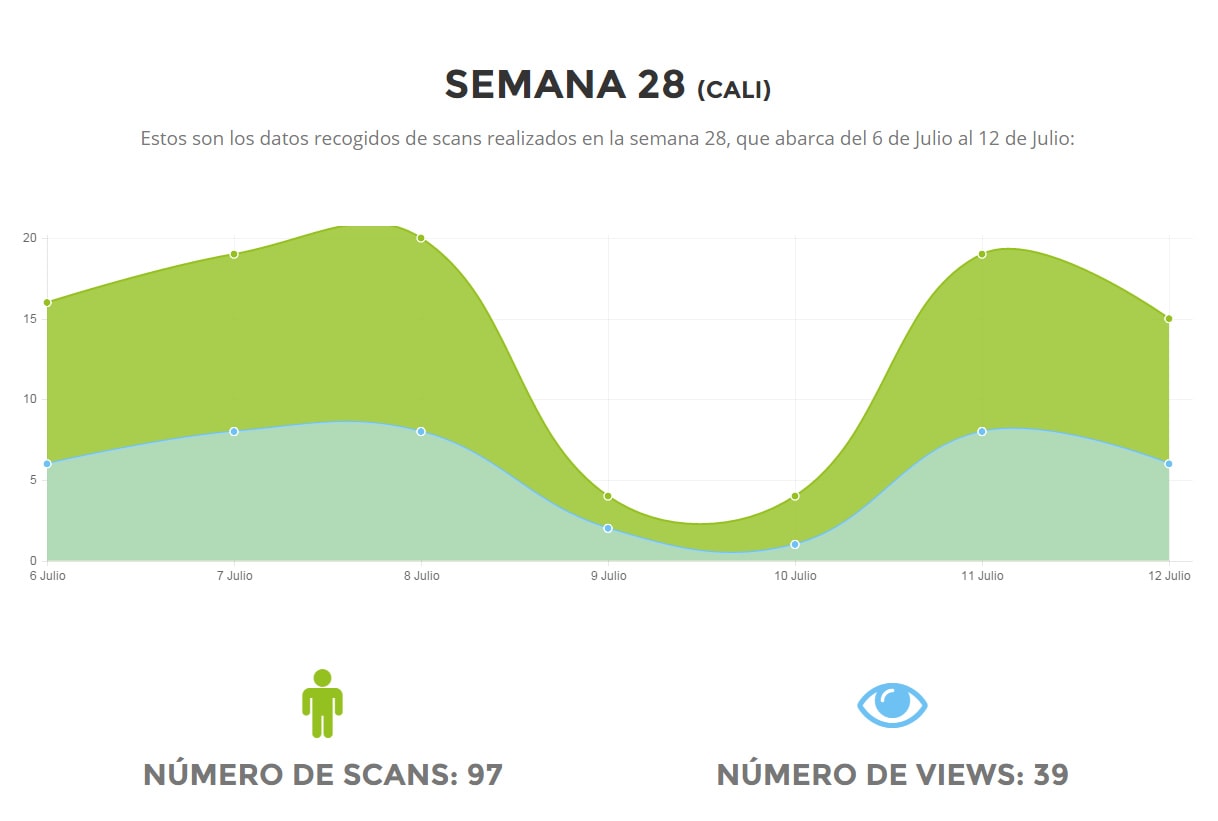 SEMANA 28 (CALI)
Estos son los datos recogidos de scans realizados en la semana 28, que abarca del 6 de Julio al 12 de Julio:
20
15
10
5
0
6 Julio 7 Julio 8 Julio 9 Julio 10 Julio 11 Julio 12 Julio
NÚMERO DE SCANS: 97 NÚMERO DE VIEWS: 39